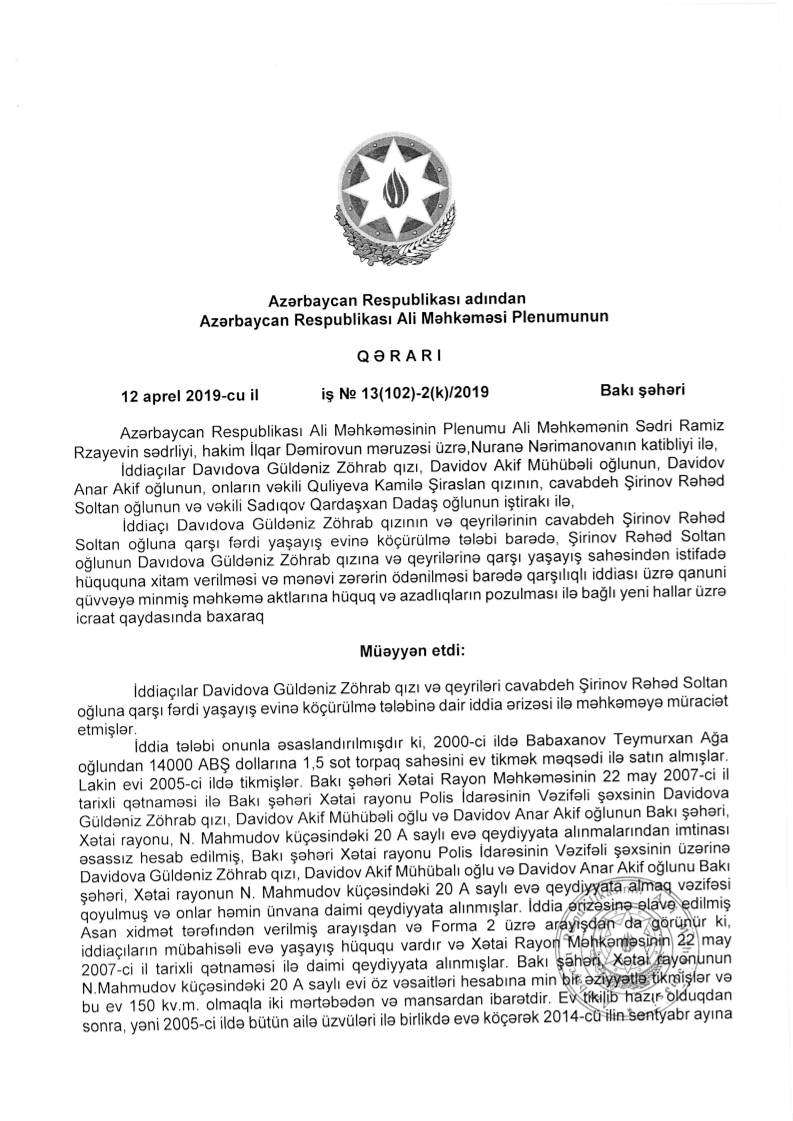 Azərbaycan Respublikası adından
Azərbaycan Respublikası Ali Məhkəməsi Plenumunun
QƏRARI
12 aprel 2019-cu il iş № 13(102)-2(k)/2019 Bakı şəhəri
Azərbaycan Respublikası Ali Məhkəməsinin Plenumu Ali Məhkəmənin Sədri Ramiz
Rzayevin sədrliyi, hakim İlqar Dəmirovun məruzəsi üzrə,Nuranə Nərimanovanın katibliyi ilə,
İddiaçılar Davıdova Güldəniz Zöhrab qızı, Davidov Akif Mühübəli oğlunun, Davidov
Anar Akif oğlunun, onların vəkili Quliyeva Kamilə Şiraslan qızının, cavabdeh Şirinov Rəhəd
Soltan oğlunun və vəkili Sadıqov Qardaşxan Dadaş oğlunun iştirakı ilə,
İddiaçı Davıdova Güldəniz Zöhrab qızının və qeyrilərinin cavabdeh Şirinov Rəhəd
Soltan oğluna qarşı fərdi yaşayış evinə köçürülmə tələbi barədə, Şirinov Rəhəd Soltan
oğlunun Davıdova Güldəniz Zöhrab qızına və qeyrilərinə qarşı yaşayış sahəsindən istifadə
hüququna xitam verilməsi və mənəvi zərərin ödənilməsi barədə qarşılıqlı iddiası üzrə qanuni
qüvvəyə minmiş məhkəmə aktlarına hüquq və azadlıqların pozulması ilə bağlı yeni hallar üzrə
icraat qaydasında baxaraq
Müəyyən etdi:
İddiaçılar Davidova Güldəniz Zöhrab qızı və qeyriləri cavabdeh Şirinov Rəhəd Soltan
oğluna qarşı fərdi yaşayış evinə köçürülmə tələbinə dair iddia ərizəsi ilə məhkəməyə müraciət
etmişlər.
İddia tələbi onunla əsaslandırılmışdır ki, 2000-ci ildə Babaxanov Teymurxan Ağa
oğlundan 14000 ABŞ dollarına 1,5 sot torpaq sahəsini ev tikmək məqsədi ilə satın almışlar.
Lakin evi 2005-ci ildə tikmişlər. Bakı şəhəri Xətai Rayon Məhkəməsinin 22 may 2007-ci il
tarixli qətnaməsi ilə Bakı şəhəri Xətai rayonu Polis İdarəsinin Vəzifəli şəxsinin Davidova
Güldəniz Zöhrab qızı, Davidov Akif Mühübəli oğlu və Davidov Anar Akif oğlunun Bakı şəhəri,
Xətai rayonu, N. Mahmudov küçəsindəki 20 A saylı evə qeydiyyata alınmalarından imtinası
əsassız hesab edilmiş, Bakı şəhəri Xətai rayonu Polis İdarəsinin Vəzifəli şəxsinin üzərinə
Davidova Güldəniz Zöhrab qızı, Davidov Akif Mühübalı oğlu və Davidov Anar Akif oğlunu Bakı
şəhəri, Xətai rayonun N. Mahmudov küçəsindəki 20 A saylı evə qeydiyyata almaq vəzifəsi
qoyulmuş və onlar həmin ünvana daimi qeydiyyata alınmışlar. İddia ərizəsinə əlavə edilmiş
Asan xidmət tərəfindən verilmiş arayışdan və Forma 2 üzrə arayışdan da görünür ki,
iddiaçıların mübahisəli evə yaşayış hüququ vardır və Xətai Rayon Məhkəməsinin 22 may
2007-ci il tarixli qətnaməsi ilə daimi qeydiyyata alınmışlar. Bakı şəhəri, Xətai rayonunun
N.Mahmudov küçəsindəki 20 A saylı evi öz vəsaitləri hesabına min bir əziyyətlə tikmişlər və
bu ev 150 kv.m. olmaqla iki mərtəbədən və mansardan ibarətdir. Ev tikilib hazır olduqdan
sonra, yəni 2005-ci ildə bütün ailə üzvüləri ilə birlikdə evə köçərək 2014-cü ilin sentyabr ayına